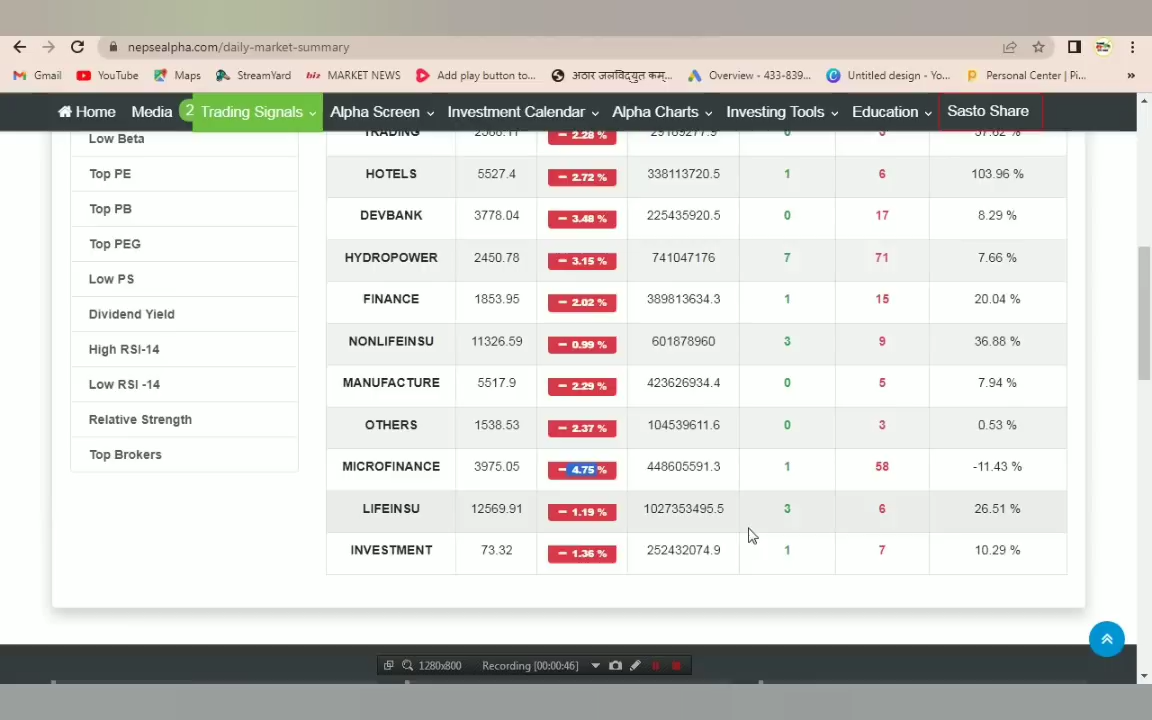 nepsealpha.com/daily-market-summary
Gmail YouTube Maps StreamYard biz MARKET NEWS Add play button to... अठार जलविद्युत कम्... Overview - 433-839... Untitled design - Yo... Personal Center | Pi... »
Home Media 2 Trading Signals Alpha Screen Investment Calendar Alpha Charts Investing Tools Education Sasto Share
TRADING − 2.28 %
Low Beta
Top PE HOTELS 5527.4 − 2.72 % 338113720.5 1 6 103.96 %
Top PB DEVBANK 3778.04 − 3.48 % 225435920.5 0 17 8.29 %
Top PEG HYDROPOWER 2450.78 − 3.15 % 741047176 7 71 7.66 %
Low PS FINANCE 1853.95 − 2.02 % 389813634.3 1 15 20.04 %
Dividend Yield
High RSI-14 NONLIFEINSU 11326.59 − 0.99 % 601878960 3 9 36.88 %
Low RSI -14 MANUFACTURE 5517.9 − 2.29 % 423626934.4 0 5 7.94 %
Relative Strength OTHERS 1538.53 − 2.37 % 104539611.6 0 3 0.53 %
Top Brokers MICROFINANCE 3975.05 − 4.75 % 448605591.3 1 58 -11.43 %
LIFEINSU 12569.91 − 1.19 % 1027353495.5 3 6 26.51 %
INVESTMENT 73.32 − 1.36 % 252432074.9 1 7 10.29 %
1280x800 Recording [00:00:46]